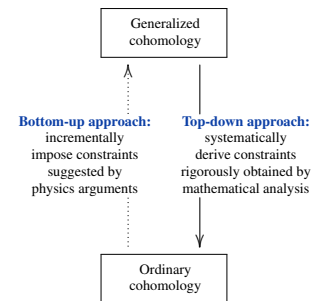 Generalized
cohomology
Bottom-up approach:
incrementally
impose constraints
suggested by
physics arguments
Top-down approach:
systematically
derive constraints
rigorously obtained by
mathematical analysis
Ordinary
cohomology